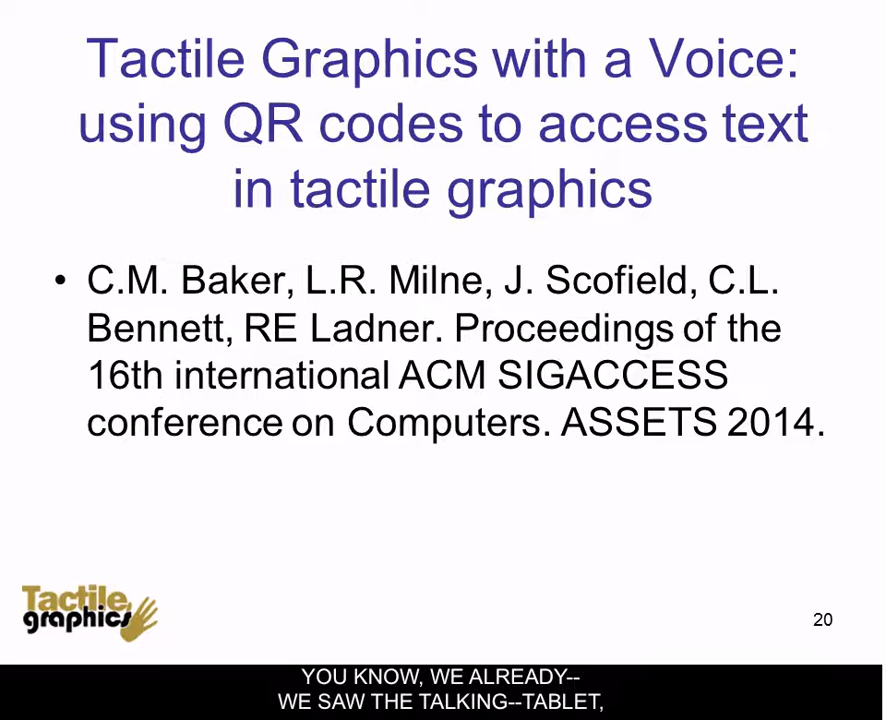 Tactile Graphics with a Voice:
using QR codes to access text
in tactile graphics
• C.M. Baker, L.R. Milne, J. Scofield, C.L.
Bennett, RE Ladner. Proceedings of the
16th international ACM SIGACCESS
conference on Computers. ASSETS 2014.
Tactile
graphics
20
YOU KNOW, WE ALREADY--
WE SAW THE TALKING--TABLET,